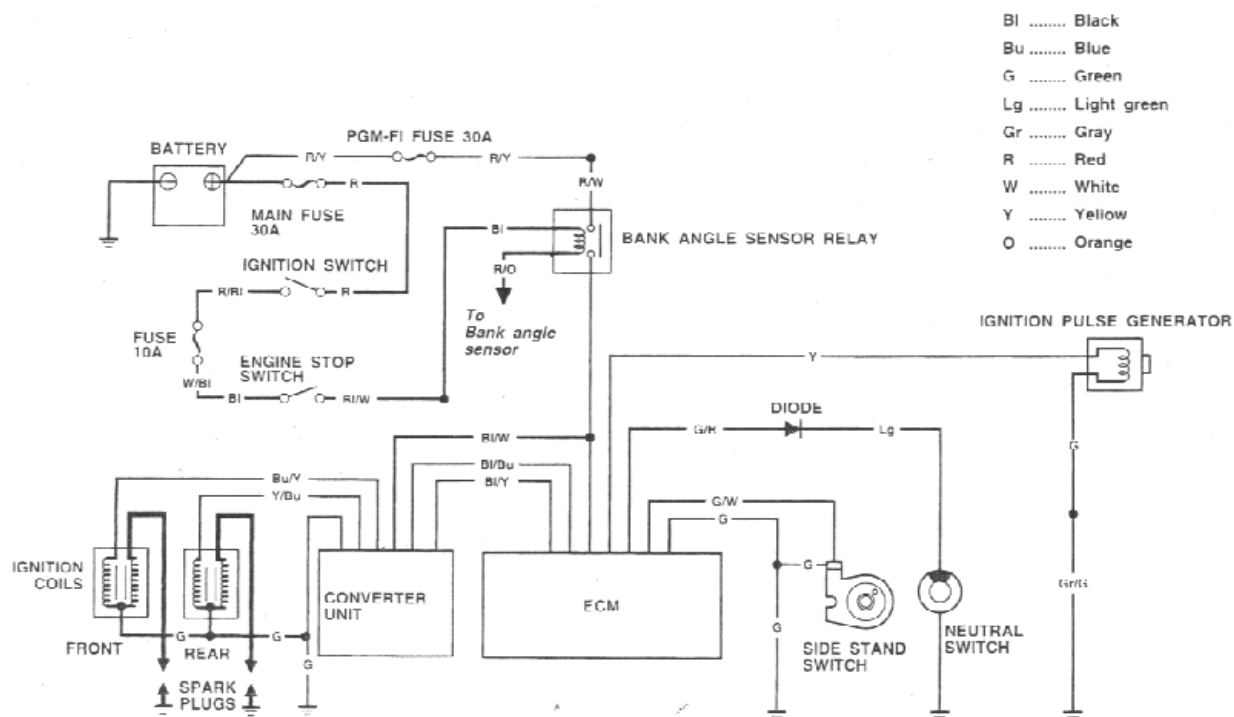 Bl ........ Black
Bu ........ Blue
G ........ Green
Lg ........ Light green
Gr ........ Gray
R ........ Red
W ........ White
Y ........ Yellow
O ........ Orange
PGM-FI FUSE 30A
BATTERY
R/Y
R/Y
R/W
R
MAIN FUSE
30A
Bl
BANK ANGLE SENSOR RELAY
IGNITION SWITCH
R/O
R/Bl
R
To
Bank angle
sensor
FUSE
10A
IGNITION PULSE GENERATOR
Y
ENGINE STOP
SWITCH
W/Bl
Bl
Bl/W
DIODE
G/R
Lg
Bl/W
G
Bl/Bu
Bu/Y
Bl/Y
Y/Bu
G/W
G
IGNITION
COILS
CONVERTER
UNIT
ECM
G
Gr/G
G
G
G
G
FRONT
REAR
SIDE STAND
SWITCH
NEUTRAL
SWITCH
SPARK
PLUGS